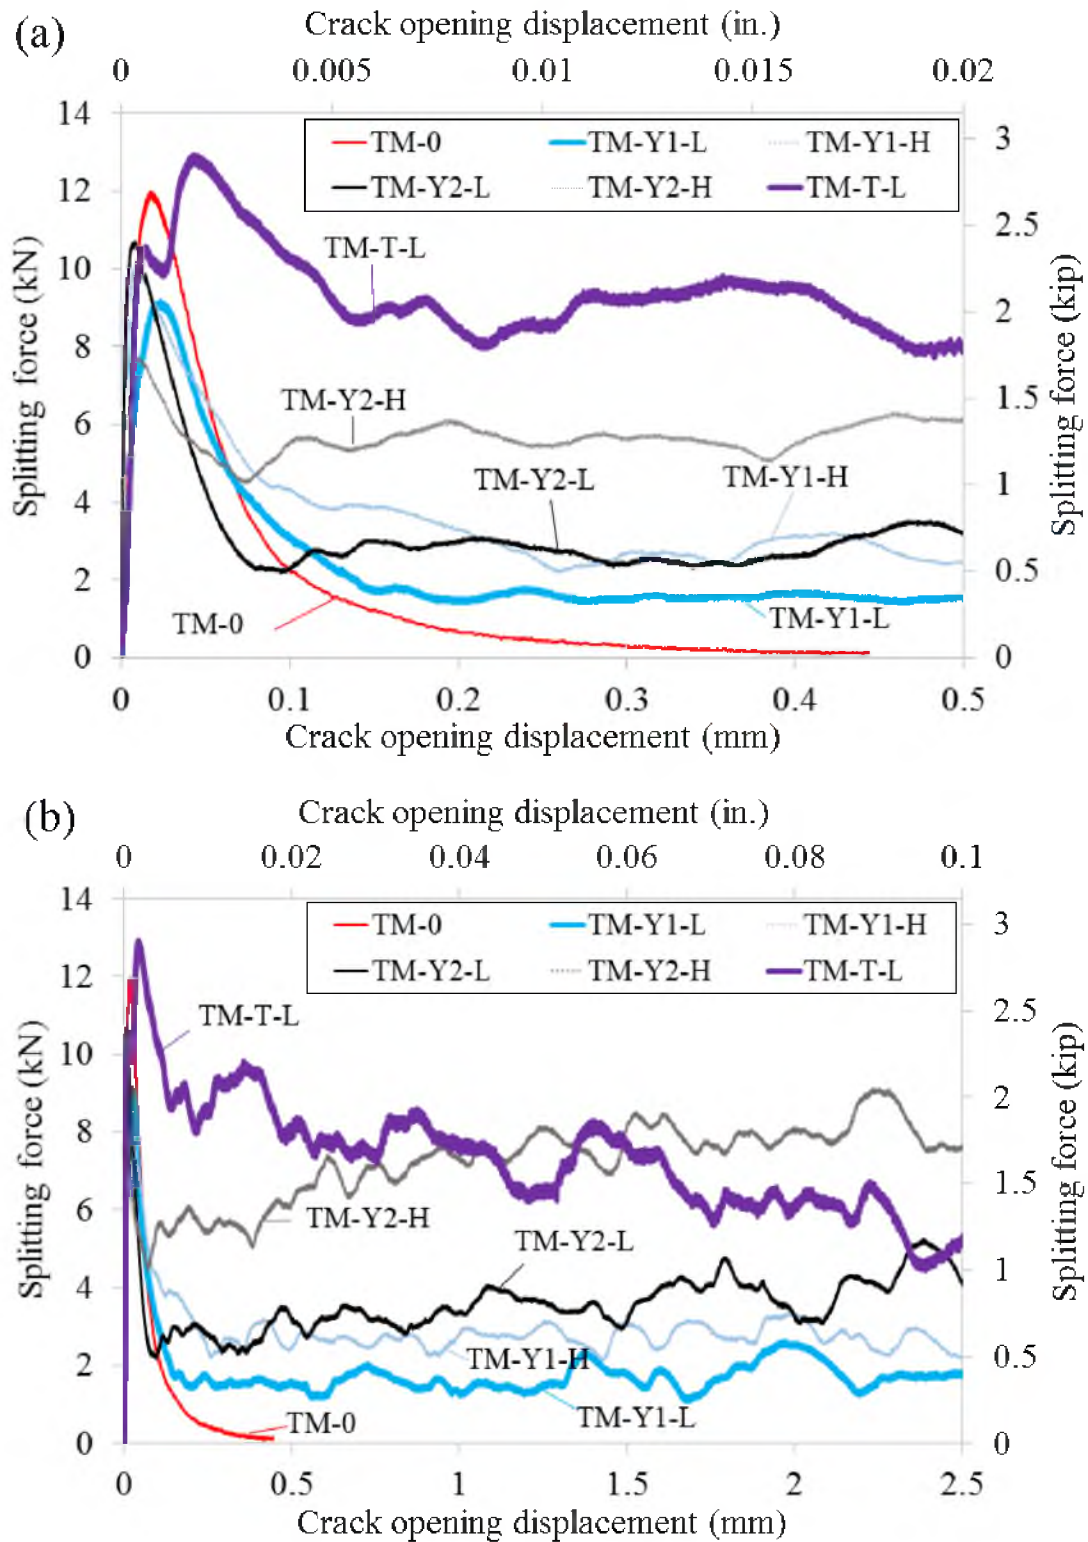 (a)
Crack opening displacement (in.)
0 0.005 0.01 0.015 0.02
14 12 10 8 6 4 2 0
Splitting force (kN)
TM-0 TM-Y1-L TM-Y1-H
TM-Y2-L TM-Y2-H TM-T-L
3 2.5 2 1.5 1 0.5 0
Splitting force (kip)
TM-T-L
TM-Y2-H
TM-Y2-L
TM-Y1-H
TM-0
TM-Y1-L
0 0.1 0.2 0.3 0.4 0.5
Crack opening displacement (mm)
(b)
Crack opening displacement (in.)
0 0.02 0.04 0.06 0.08 0.1
14 12 10 8 6 4 2 0
Splitting force (kN)
TM-0 TM-Y1-L TM-Y1-H
TM-Y2-L TM-Y2-H TM-T-L
3 2.5 2 1.5 1 0.5 0
Splitting force (kip)
TM-T-L
TM-Y2-H
TM-Y2-L
TM-Y1-H
TM-Y1-L
TM-0
0 0.5 1 1.5 2 2.5
Crack opening displacement (mm)